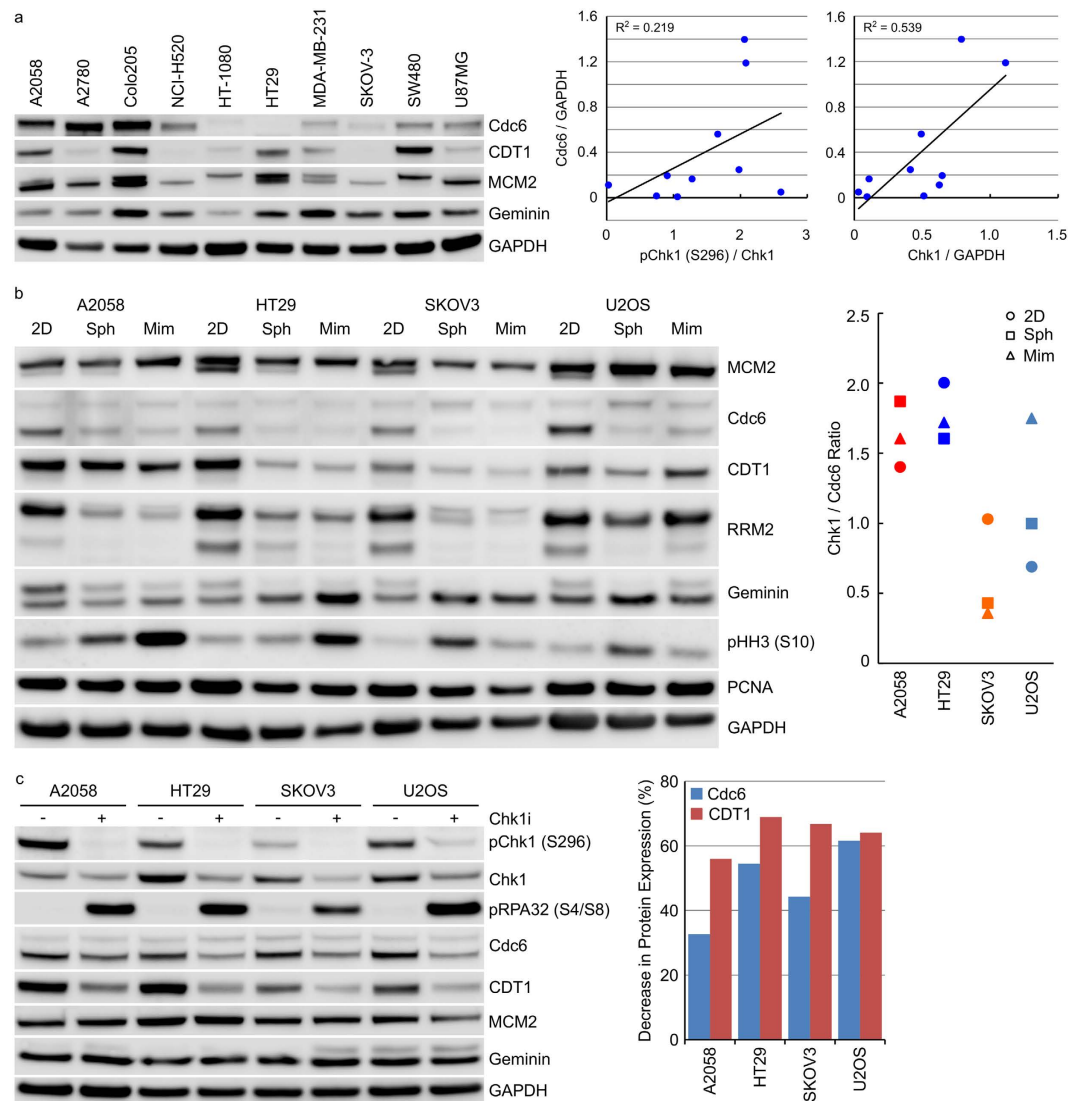 a
A2058
A2780
Colo205
NCI-H520
HT-1080
HT29
MDA-MB-231
SKOV-3
SW480
U87MG
Cdc6
CDT1
MCM2
Geminin
GAPDH
Cdc6 / GAPDH
1.6
1.2
0.8
0.4
0
R² = 0.219
0 1 2 3
pChk1 (S296) / Chk1
1.6
1.2
0.8
0.4
0
R² = 0.539
0 0.5 1.0 1.5
Chk1 / GAPDH
b
A2058 HT29 SKOV3 U2OS
2D Sph Mim 2D Sph Mim 2D Sph Mim 2D Sph Mim
MCM2
Cdc6
CDT1
RRM2
Geminin
pHH3 (S10)
PCNA
GAPDH
Chk1 / Cdc6 Ratio
2.5
2.0
1.5
1.0
0.5
0
2D
Sph
Mim
A2058
HT29
SKOV3
U2OS
c
A2058 HT29 SKOV3 U2OS
- + - + - + - + Chk1i
pChk1 (S296)
Chk1
pRPA32 (S4/S8)
Cdc6
CDT1
MCM2
Geminin
GAPDH
Decrease in Protein Expression (%)
80
60
40
20
0
Cdc6
CDT1
A2058
HT29
SKOV3
U2OS